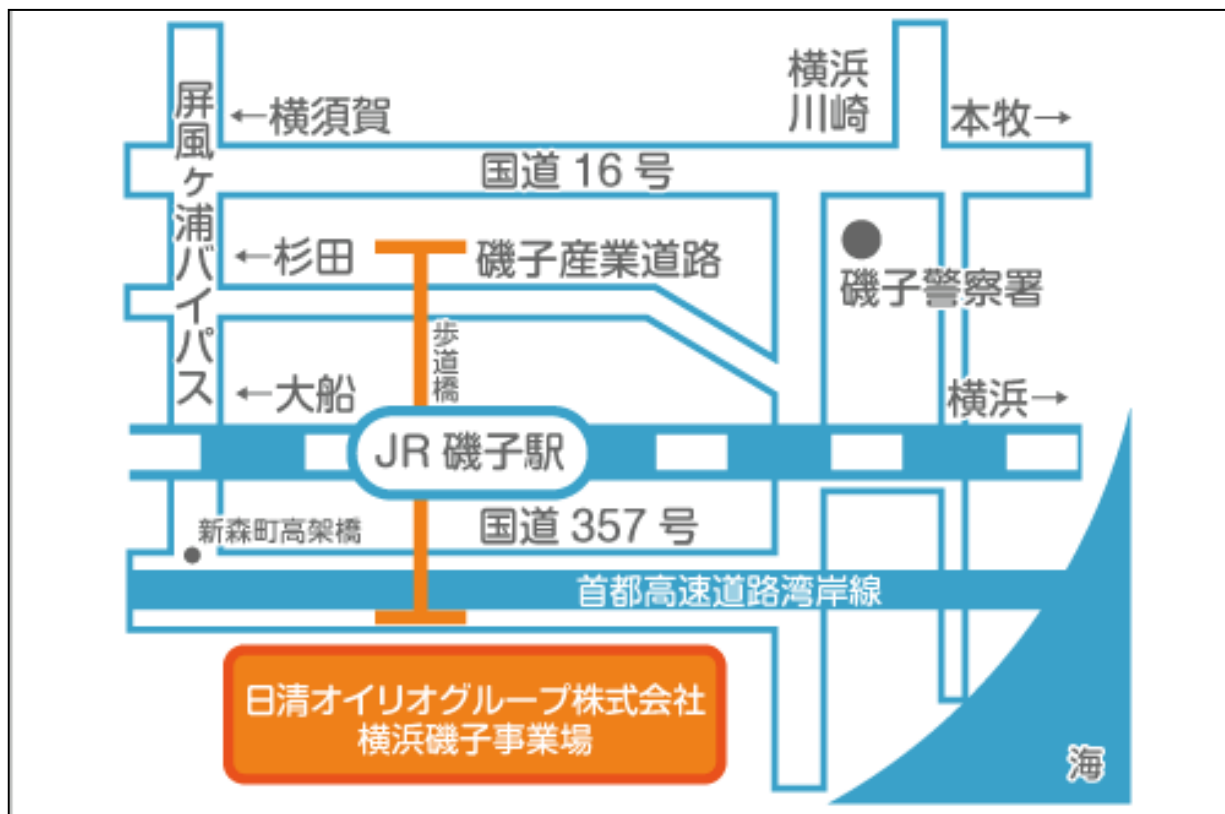 屏風ヶ浦バイパス
←横須賀
横浜
川崎
本牧→
国道 16 号
←杉田
磯子産業道路
磯子警察署
歩道橋
←大船
横浜→
JR 磯子駅
新森町高架橋
国道 357 号
首都高速道路湾岸線
日清オイリオグループ株式会社
横浜磯子事業場
海